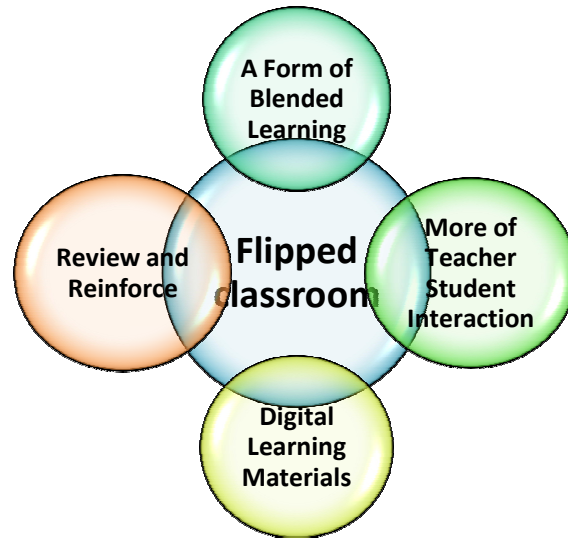 A Form of
Blended
Learning
Review and
Reinforce
Flipped
classroom
More of
Teacher
Student
Interaction
Digital
Learning
Materials